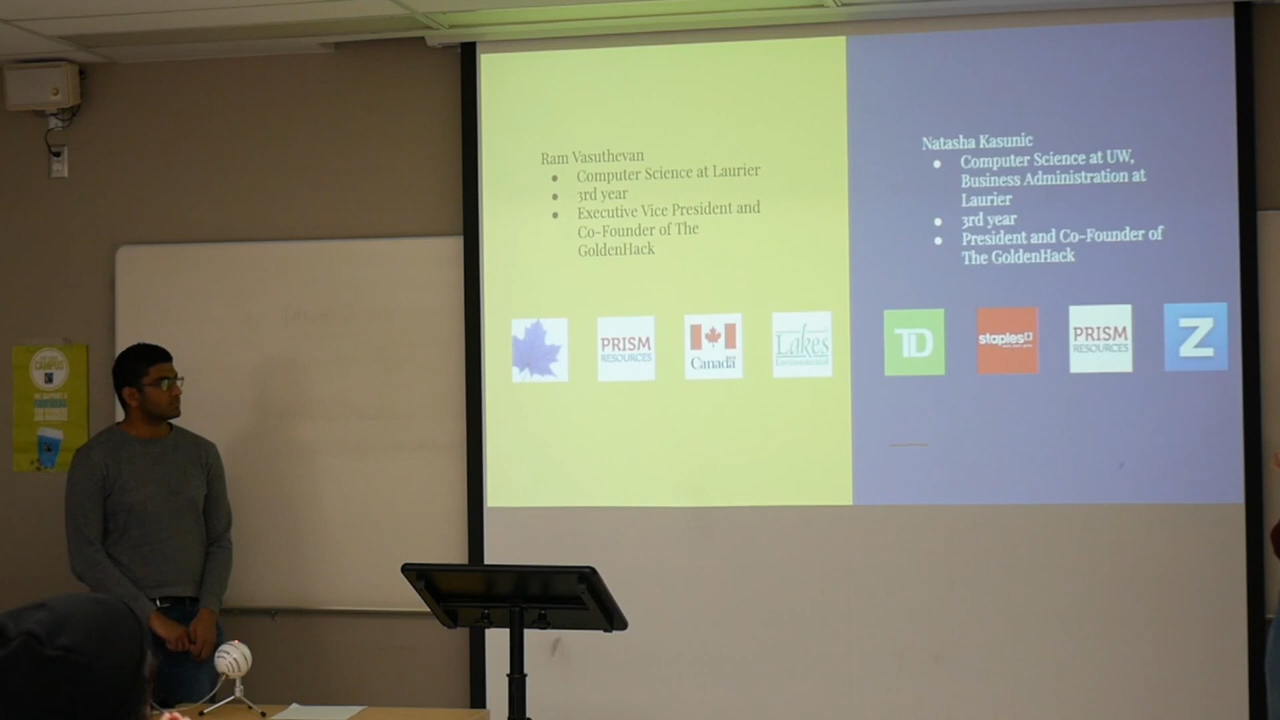 Ram Vasuthevan
● Computer Science at Laurier
● 3rd year
● Executive Vice President and
Co-Founder of The
GoldenHack
PRISM
RESOURCES
Canada
Lakes
Natasha Kasunic
● Computer Science at UW,
Business Administration at
Laurier
● 3rd year
● President and Co-Founder of
The GoldenHack
TD
staples
PRISM
RESOURCES
Z
CAMPUS